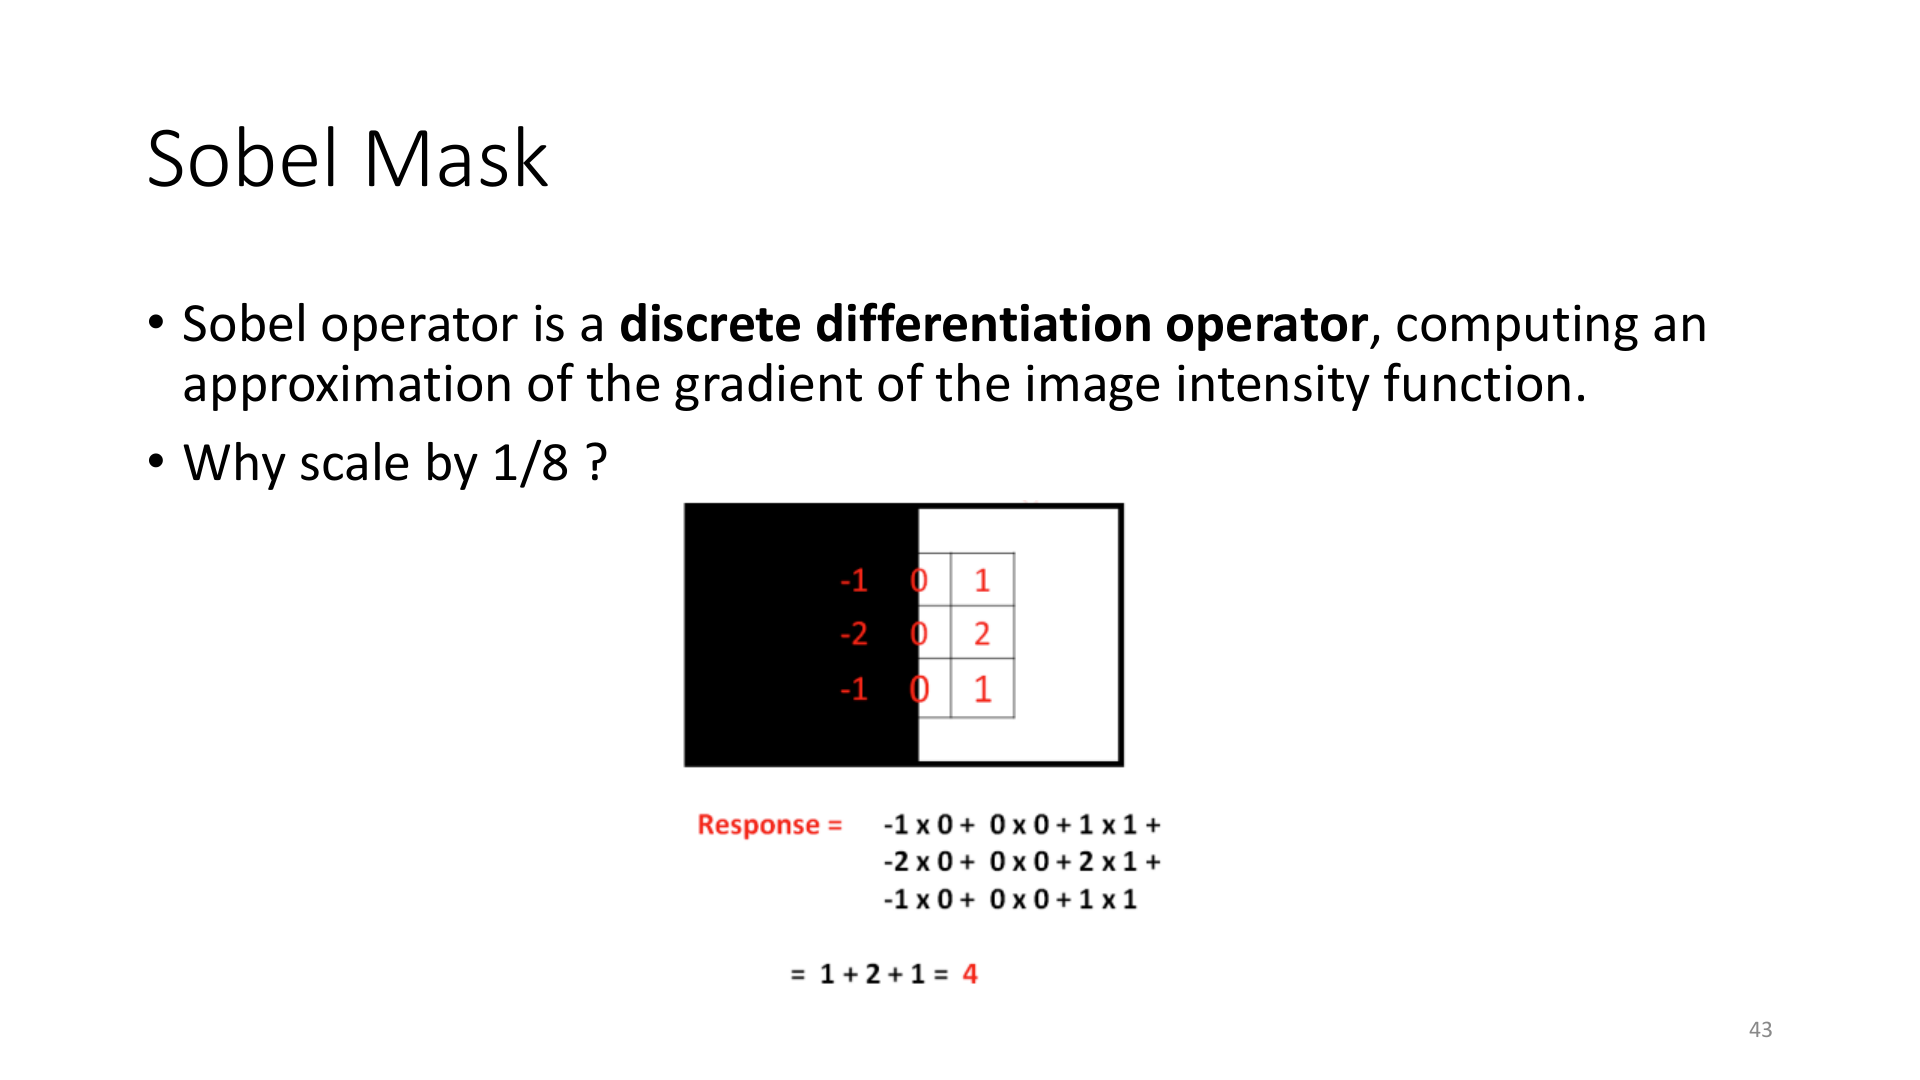 Sobel Mask
• Sobel operator is a discrete differentiation operator, computing an
approximation of the gradient of the image intensity function.
• Why scale by 1/8 ?
-1 0 1
-2 0 2
-1 0 1
Response = -1 x 0 + 0 x 0 + 1 x 1 +
-2 x 0 + 0 x 0 + 2 x 1 +
-1 x 0 + 0 x 0 + 1 x 1
= 1 + 2 + 1 = 4
43